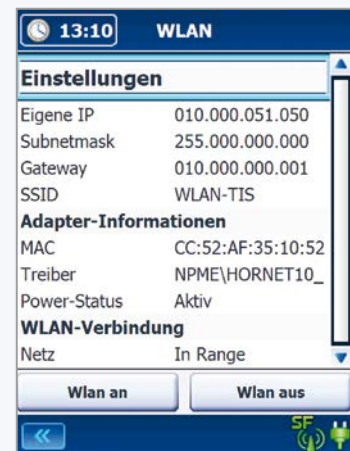 13:10 WLAN
Einstellungen
Eigene IP 010.000.051.050
Subnetmask 255.000.000.000
Gateway 010.000.000.001
SSID WLAN-TIS
Adapter-Informationen
MAC CC:52:AF:35:10:52
Treiber NPME\HORNET10_
Power-Status Aktiv
WLAN-Verbindung
Netz In Range
Wlan an Wlan aus
SF